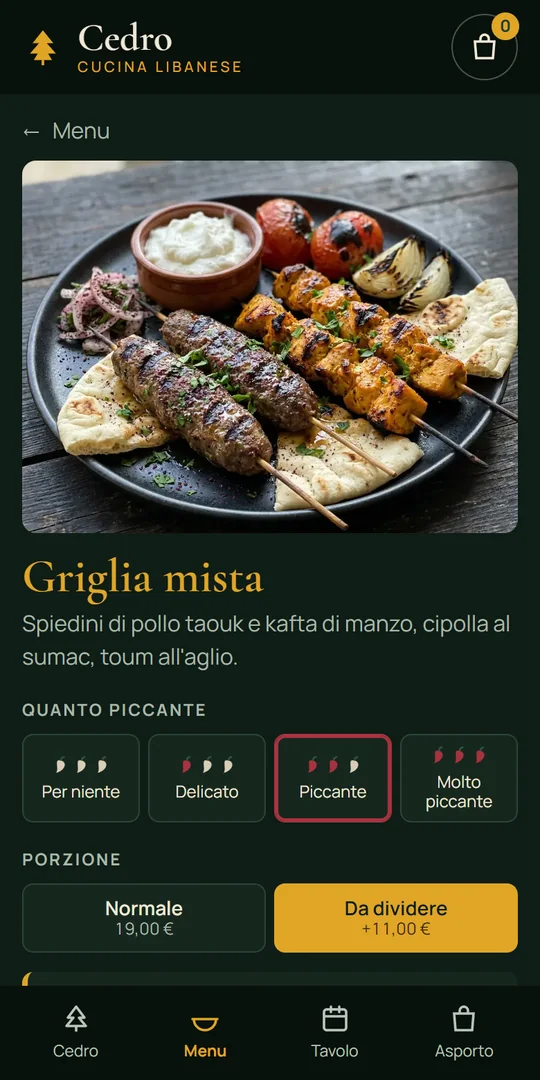 Cedro
CUCINA LIBANESE
0
← Menu
Griglia mista
Spiedini di pollo taouk e kafta di manzo, cipolla al
sumac, toum all'aglio.
QUANTO PICCANTE
Per niente
Delicato
Piccante
Molto
piccante
PORZIONE
Normale
19,00 €
Da dividere
+11,00 €
Cedro
Menu
Tavolo
Asporto